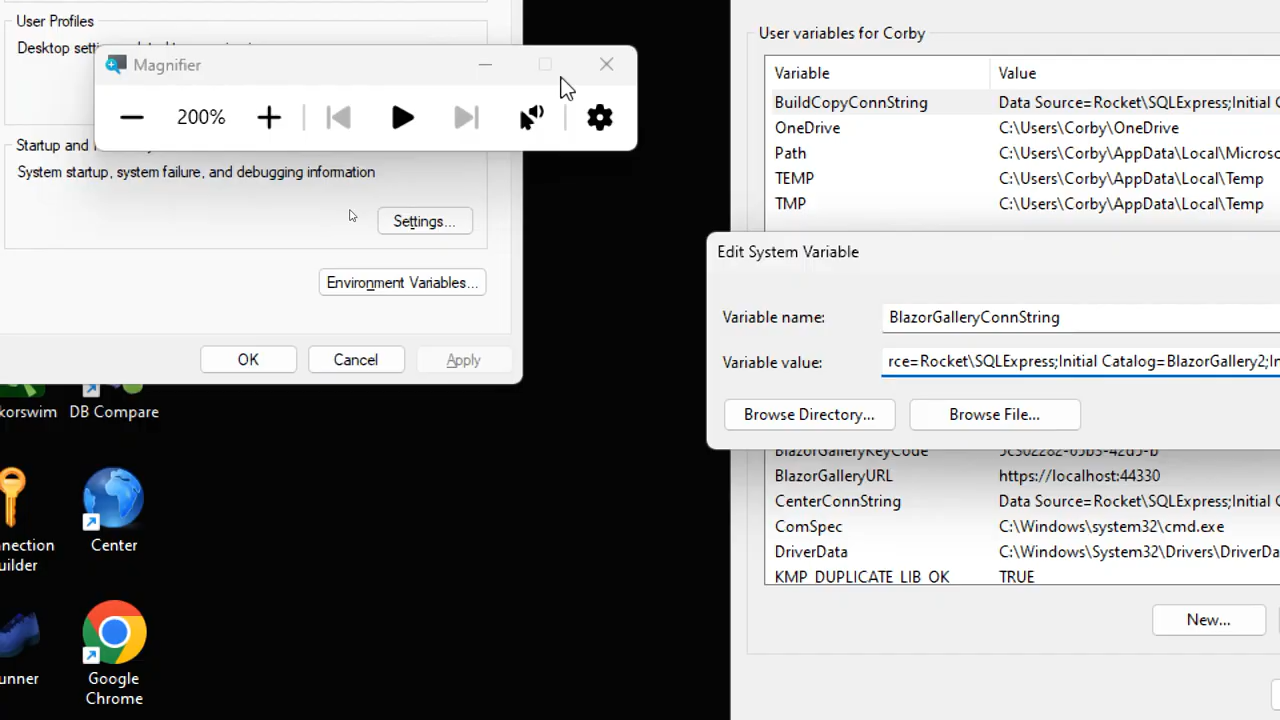 User Profiles
Desktop
Magnifier
200%
Startup and
System startup, system failure, and debugging information
Settings...
Environment Variables...
OK
Cancel
Apply
korswim
DB Compare
nection
uilder
Center
unner
Google
Chrome
User variables for Corby
Variable Value
BuildCopyConnString Data Source=Rocket\SQLExpress;Initial C
OneDrive C:\Users\Corby\OneDrive
Path C:\Users\Corby\AppData\Local\Microso
TEMP C:\Users\Corby\AppData\Local\Temp
TMP C:\Users\Corby\AppData\Local\Temp
Edit System Variable
Variable name: BlazorGalleryConnString
Variable value: rce=Rocket\SQLExpress;Initial Catalog=BlazorGallery2;In
Browse Directory...
Browse File...
BlazorGalleryKeyCode
BlazorGalleryURL https://localhost:44330
CenterConnString Data Source=Rocket\SQLExpress;Initial C
ComSpec C:\Windows\system32\cmd.exe
DriverData C:\Windows\System32\Drivers\DriverDa
KMP_DUPLICATE_LIB_OK TRUE
New...